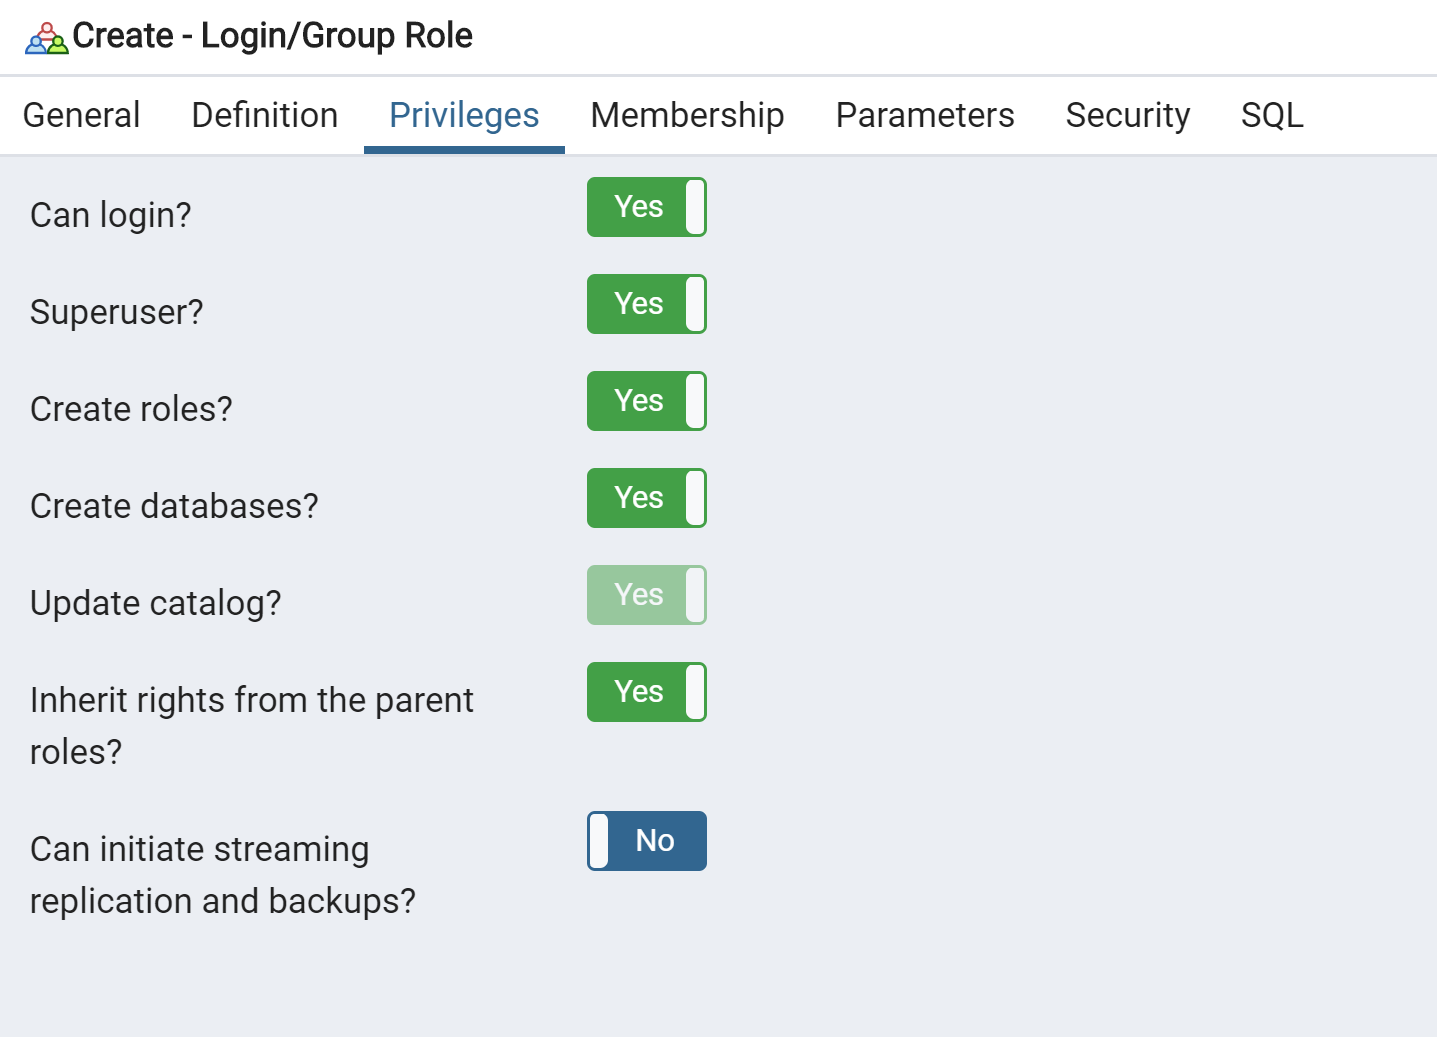 Create - Login/Group Role
General Definition Privileges Membership Parameters Security SQL
Can login? Yes
Superuser? Yes
Create roles? Yes
Create databases? Yes
Update catalog? Yes
Inherit rights from the parent Yes
roles?
Can initiate streaming No
replication and backups?